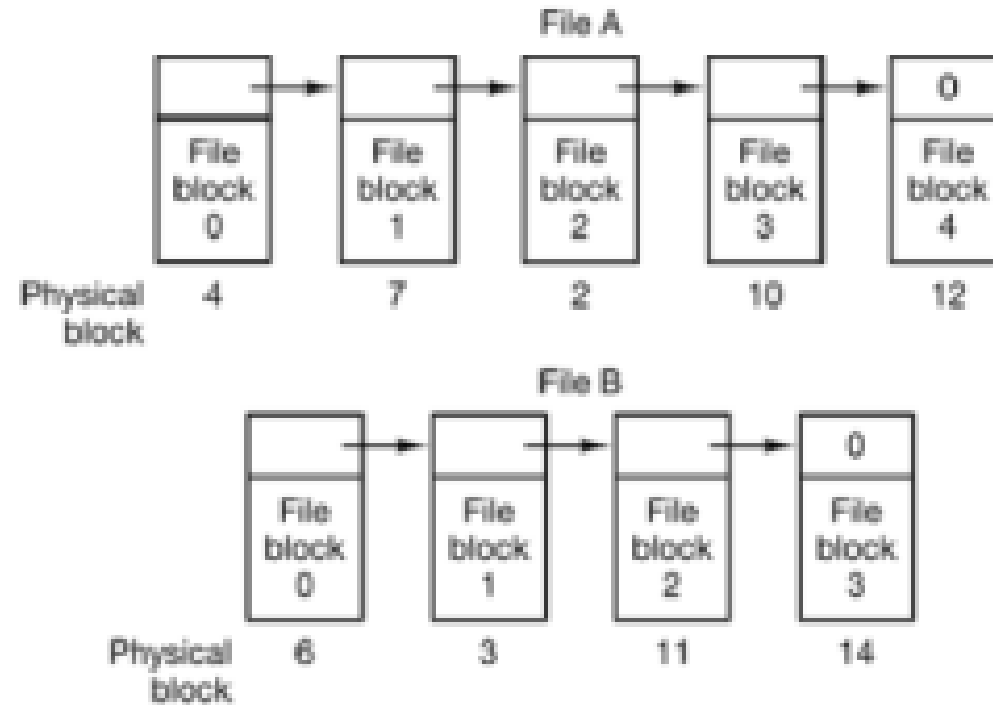 File A
0
File block 0
File block 1
File block 2
File block 3
File block 4
Physical block
4 7 2 10 12
File B
0
File block 0
File block 1
File block 2
File block 3
Physical block
6 3 11 14